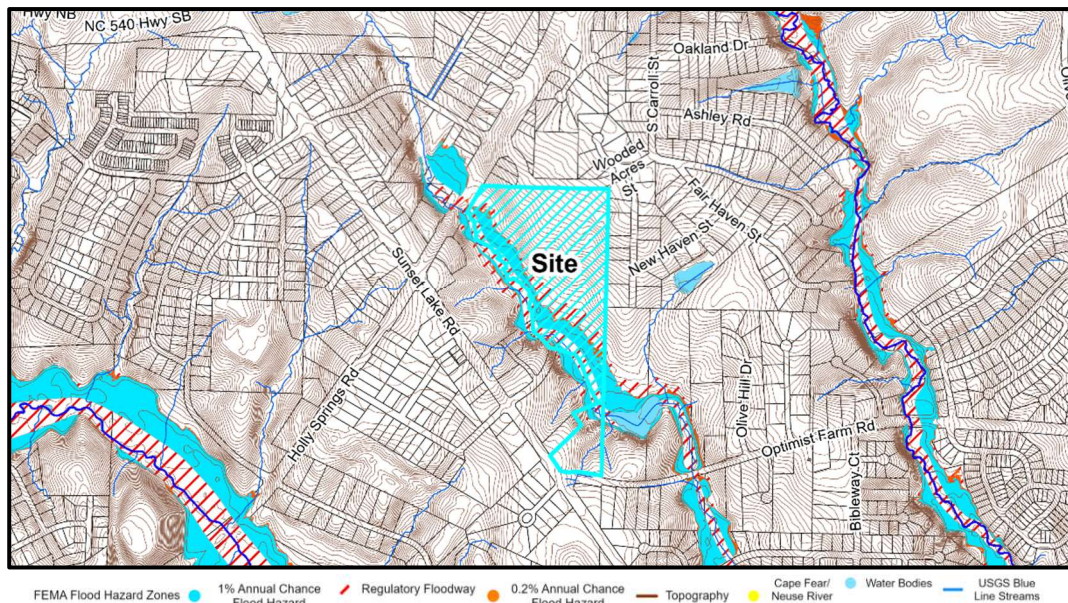 Hwy NB
NC 540 Hwy SB
Oakland Dr
S Carroll St
Ashley Rd
Wooded
Acres
St
Fair Haven St
New Haven St
Site
Sunset Lake Rd
Holly Springs Rd
Olive Hill Dr
Optimist Farm Rd
Bibleway Ct
FEMA Flood Hazard Zones
1% Annual Chance
Flood Hazard
Regulatory Floodway
0.2% Annual Chance
Flood Hazard
Topography
Cape Fear/
Neuse River
Water Bodies
USGS Blue
Line Streams